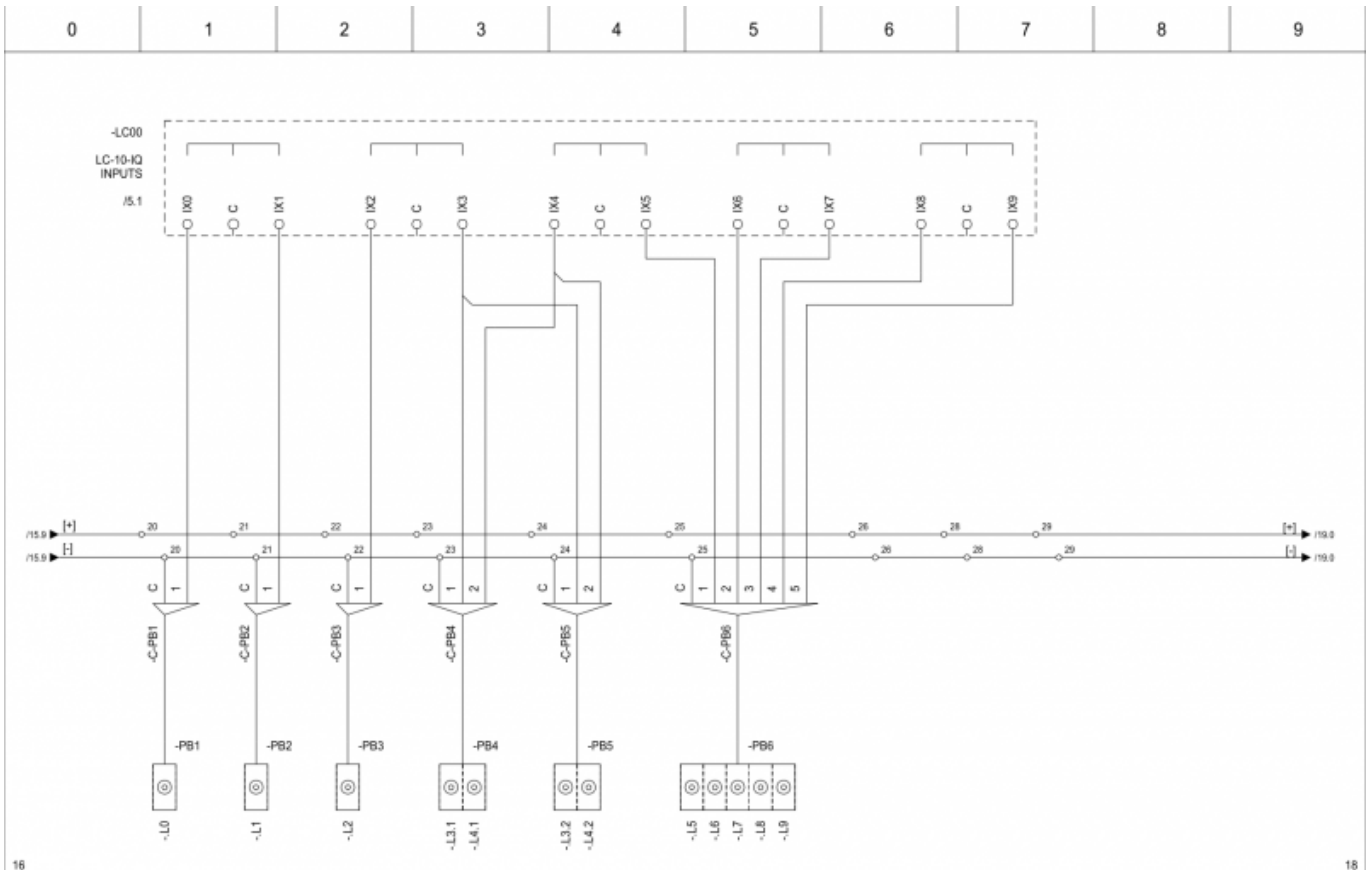 0 1 2 3 4 5 6 7 8 9
-LC00
LC-10-IQ
INPUTS
/5.1
IX0 C IX1 IX2 C IX3 IX4 C IX5 IX6 C IX7 IX8 C IX9
/15.9 [+] 20 21 22 23 24 25 26 28 29 [+] /19.0
/15.9 [-] 20 21 22 23 24 25 26 28 29 [-] /19.0
C 1 C 1 C 1 C 1 2 C 1 2 C 1 2 3 4 5
-C-PB1 -C-PB2 -C-PB3 -C-PB4 -C-PB5 -C-PB6
-PB1 -PB2 -PB3 -PB4 -PB5 -PB6
-.L0 -.L1 -.L2 -.L3.1 -.L4.1 -.L3.2 -.L4.2 -.L5 -.L6 -.L7 -.L8 -.L9
16 18